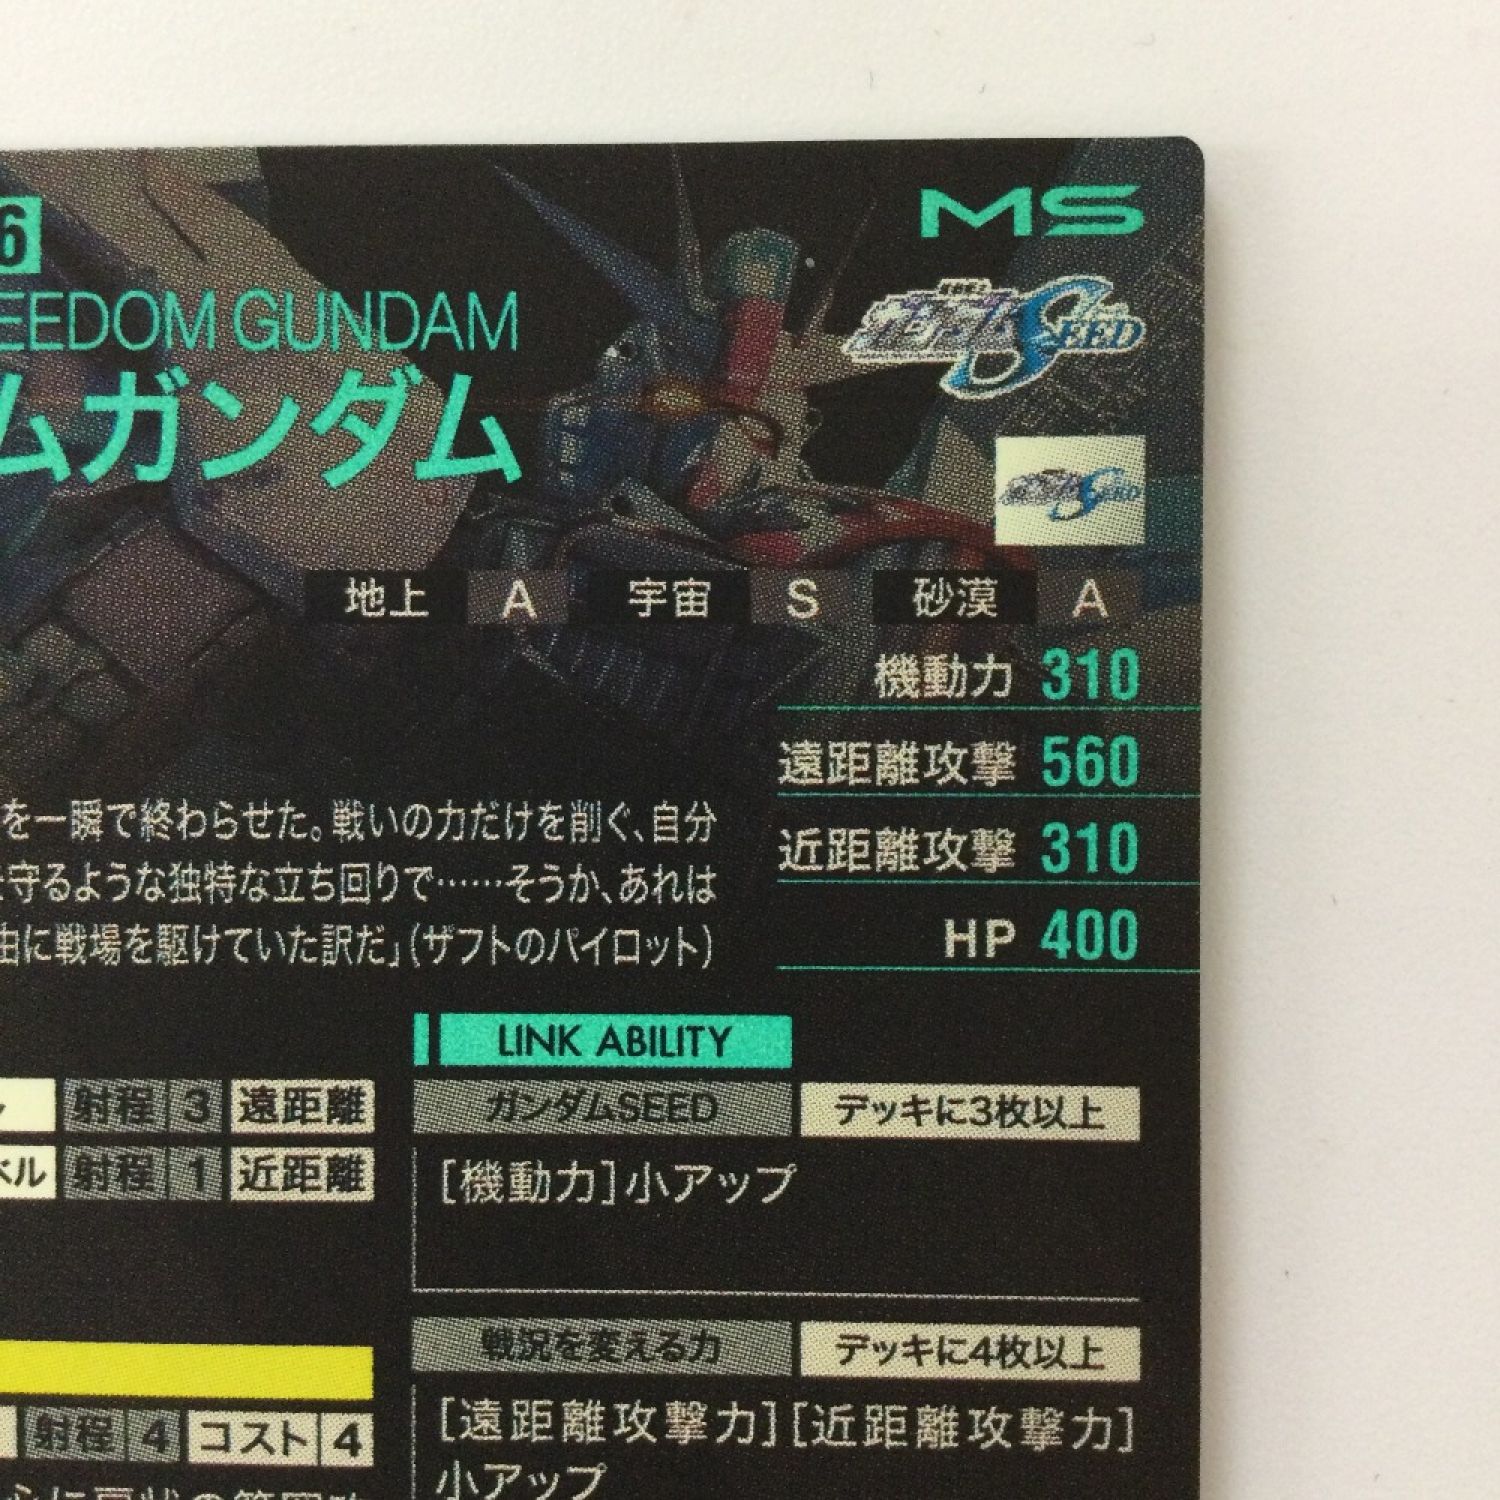 6
MS
EEDOM GUNDAM
ガンダム SEED
ムガンダム
地上 A 宇宙 S 砂漠 A
機動力 310
遠距離攻撃 560
近距離攻撃 310
HP 400
を一瞬で終わらせた。戦いの力だけを削ぐ、自分
守るような独特な立ち回りで……そうか、あれは
由に戦場を駆けていた訳だ」(ザフトのパイロット)
LINK ABILITY
射程 3 遠距離
ガンダムSEED デッキに3枚以上
ベル 射程 1 近距離
[機動力]小アップ
戦況を変える力 デッキに4枚以上
射程 4 コスト 4
[遠距離攻撃力][近距離攻撃力]
小アップ